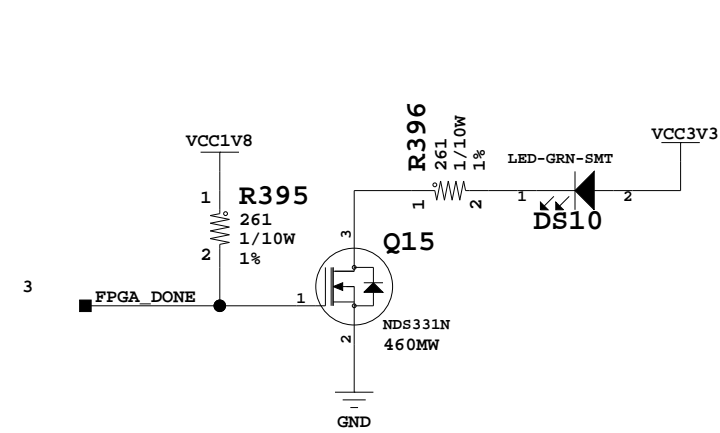 R396
261
1/10W
1%
1
2
LED-GRN-SMT
1
2
DS10
VCC3V3
VCC1V8
1
R395
261
1/10W
1%
2
3
Q15
3
FPGA_DONE
1
NDS331N
460MW
2
GND